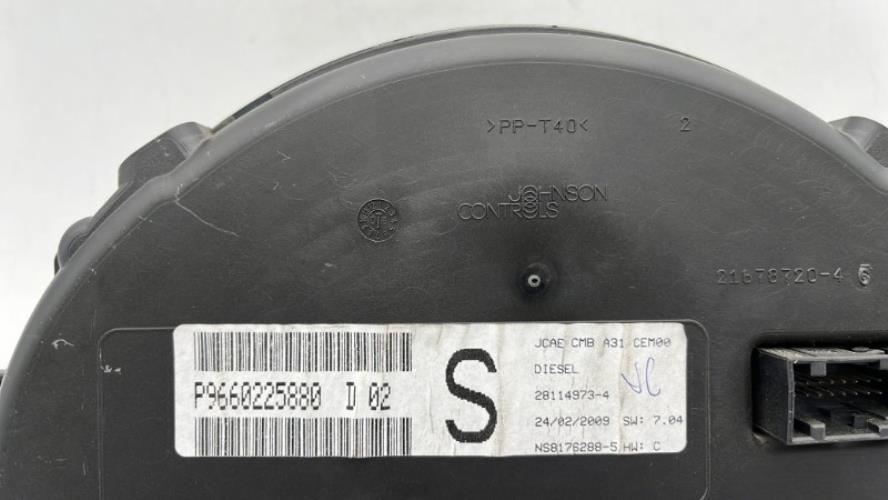 >PP-T40< 2
JOHNSON
CONTROLS
21678720-4 6
P9660225880 D 02
S
JCAE CMB A31 CEM00
DIESEL
28114973-4
24/02/2009 SW: 7.04
NS8176288-5 HW: C